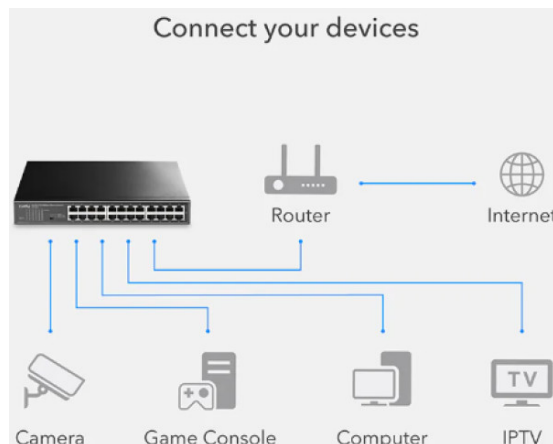 Connect your devices
Router
Internet
TV
Camera
Game Console
Computer
IPTV